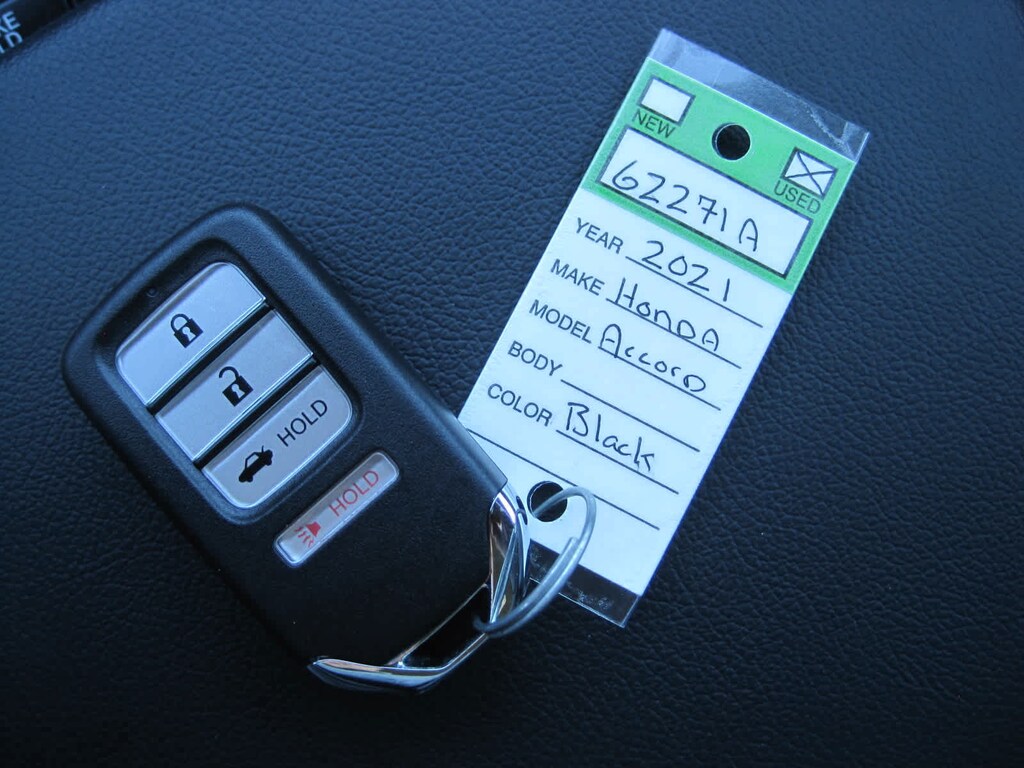 NEW
USED
62271A
YEAR 2021
MAKE HonDA
MODEL Accord
BODY
COLOR Black
HOLD
HOLD